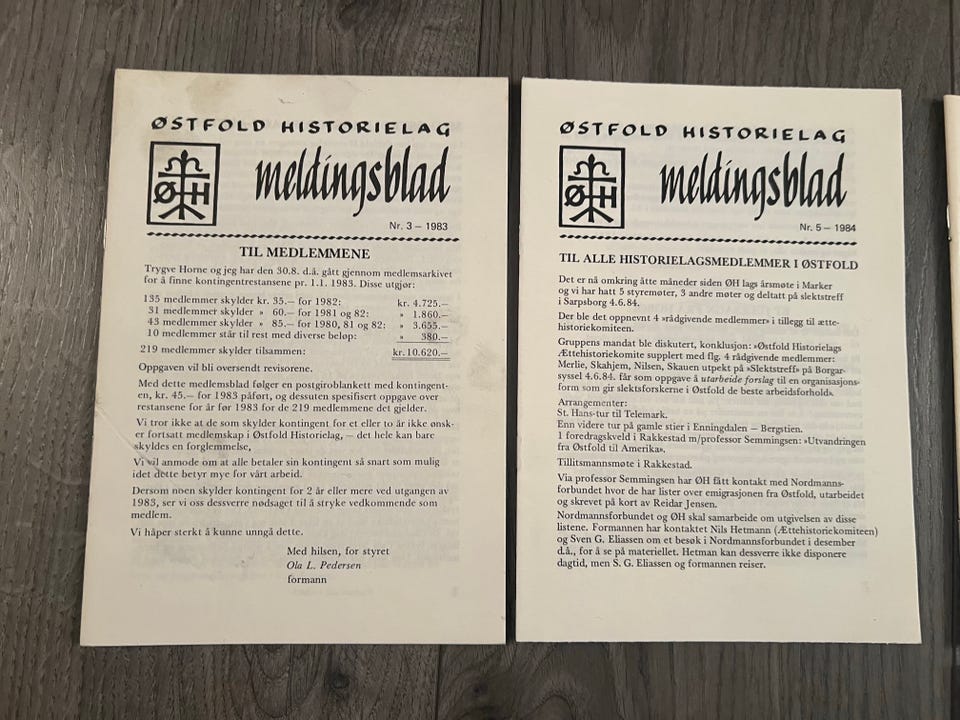 ØSTFOLD HISTORIELAG
ØH
meldingsblad
Nr. 3 – 1983
TIL MEDLEMMENE
Trygve Horne og jeg har den 30.8. d.å. gått gjennom medlemsarkivet
for å finne kontingentrestansene pr. 1.1. 1983. Disse utgjør:
135 medlemmer skylder kr. 35.— for 1982: kr. 4.725.—
31 medlemmer skylder » 60.— for 1981 og 82: » 1.860.—
43 medlemmer skylder » 85.— for 1980, 81 og 82: » 3.655.—
10 medlemmer står til rest med diverse beløp: » 380.—
219 medlemmer skylder tilsammen: kr. 10.620.—
Oppgaven vil bli oversendt revisorene.
Med dette medlemsblad følger en postgiroblankett med kontingent-
en, kr. 45.— for 1983 påført, og dessuten spesifisert oppgave over
restansene for år før 1983 for de 219 medlemmene det gjelder.
Vi tror ikke at de som skylder kontingent for et eller to år ikke ønsk-
er fortsatt medlemskap i Østfold Historielag, — det hele kan bare
skyldes en forglemmelse,
Vi vil anmode om at alle betaler sin kontingent så snart som mulig
idet dette betyr mye for vårt arbeid.
Dersom noen skylder kontingent for 2 år eller mere ved utgangen av
1983, ser vi oss dessverre nødsaget til å stryke vedkommende som
medlem.
Vi håper sterkt å kunne unngå dette.
Med hilsen, for styret
Ola L. Pedersen
formann
ØSTFOLD HISTORIELAG
ØH
meldingsblad
Nr. 5 – 1984
TIL ALLE HISTORIELAGSMEDLEMMER I ØSTFOLD
Det er nå omkring åtte måneder siden ØH lags årsmøte i Marker
og vi har hatt 5 styremøter, 3 andre møter og deltatt på slektstreff
i Sarpsborg 4.6.84.
Der ble det oppnevnt 4 »rådgivende medlemmer» i tillegg til ætte-
historiekomiteen.
Gruppens mandat ble diskutert, konklusjon: »Østfold Historielags
Ættehistoriekomite supplert med flg. 4 rådgivende medlemmer:
Merlie, Skahjem, Nilsen, Skauen utpekt på »Slektstreff» på Borgar-
syssel 4.6.84. får som oppgave å utarbeide forslag til en organisasjons-
form som gir slektsforskerne i Østfold de beste arbeidsforhold».
Arrangementer:
St. Hans-tur til Telemark.
Enn videre tur på gamle stier i Enningdalen – Bergstien.
1 foredragskveld i Rakkestad m/professor Semmingsen: »Utvandringen
fra Østfold til Amerika».
Tillitsmannsmøte i Rakkestad.
Via professor Semmingsen har ØH fått kontakt med Nordmanns-
forbundet hvor de har lister over emigrasjonen fra Østfold, utarbeidet
og skrevet på kort av Reidar Jensen.
Nordmannsforbundet og ØH skal samarbeide om utgivelsen av disse
listene. Formannen har kontaktet Nils Hetmann (Ættehistoriekomiteen)
og Sven G. Eliassen om et besøk i Nordmannsforbundet i desember
d.å., for å se på materiellet. Hetman kan dessverre ikke disponere
dagtid, men S. G. Eliassen og formannen reiser.